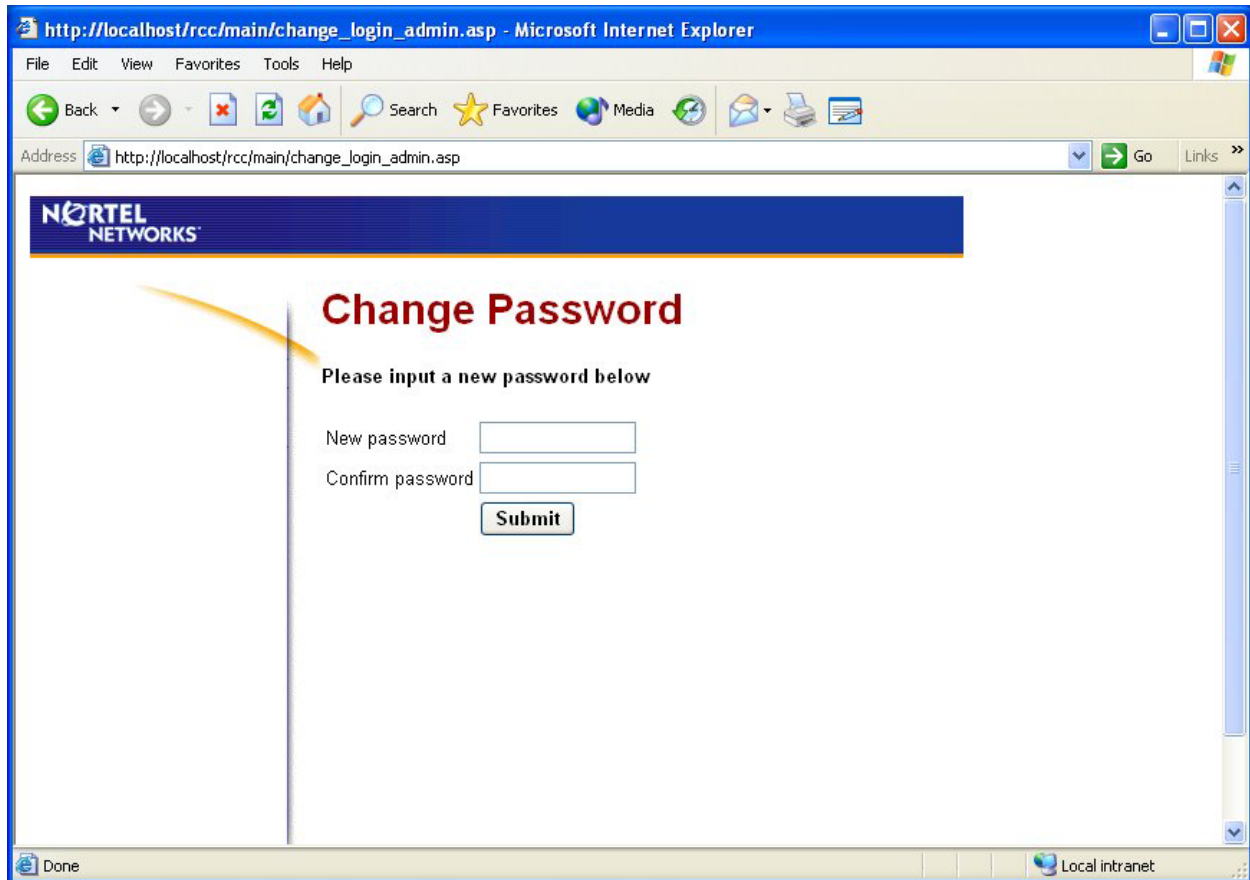 http://localhost/rcc/main/change_login_admin.asp - Microsoft Internet Explorer
File Edit View Favorites Tools Help
Back Search Favorites Media
Address http://localhost/rcc/main/change_login_admin.asp Go Links »
NORTEL
NETWORKS
Change Password
Please input a new password below
New password
Confirm password
Submit
Done Local intranet